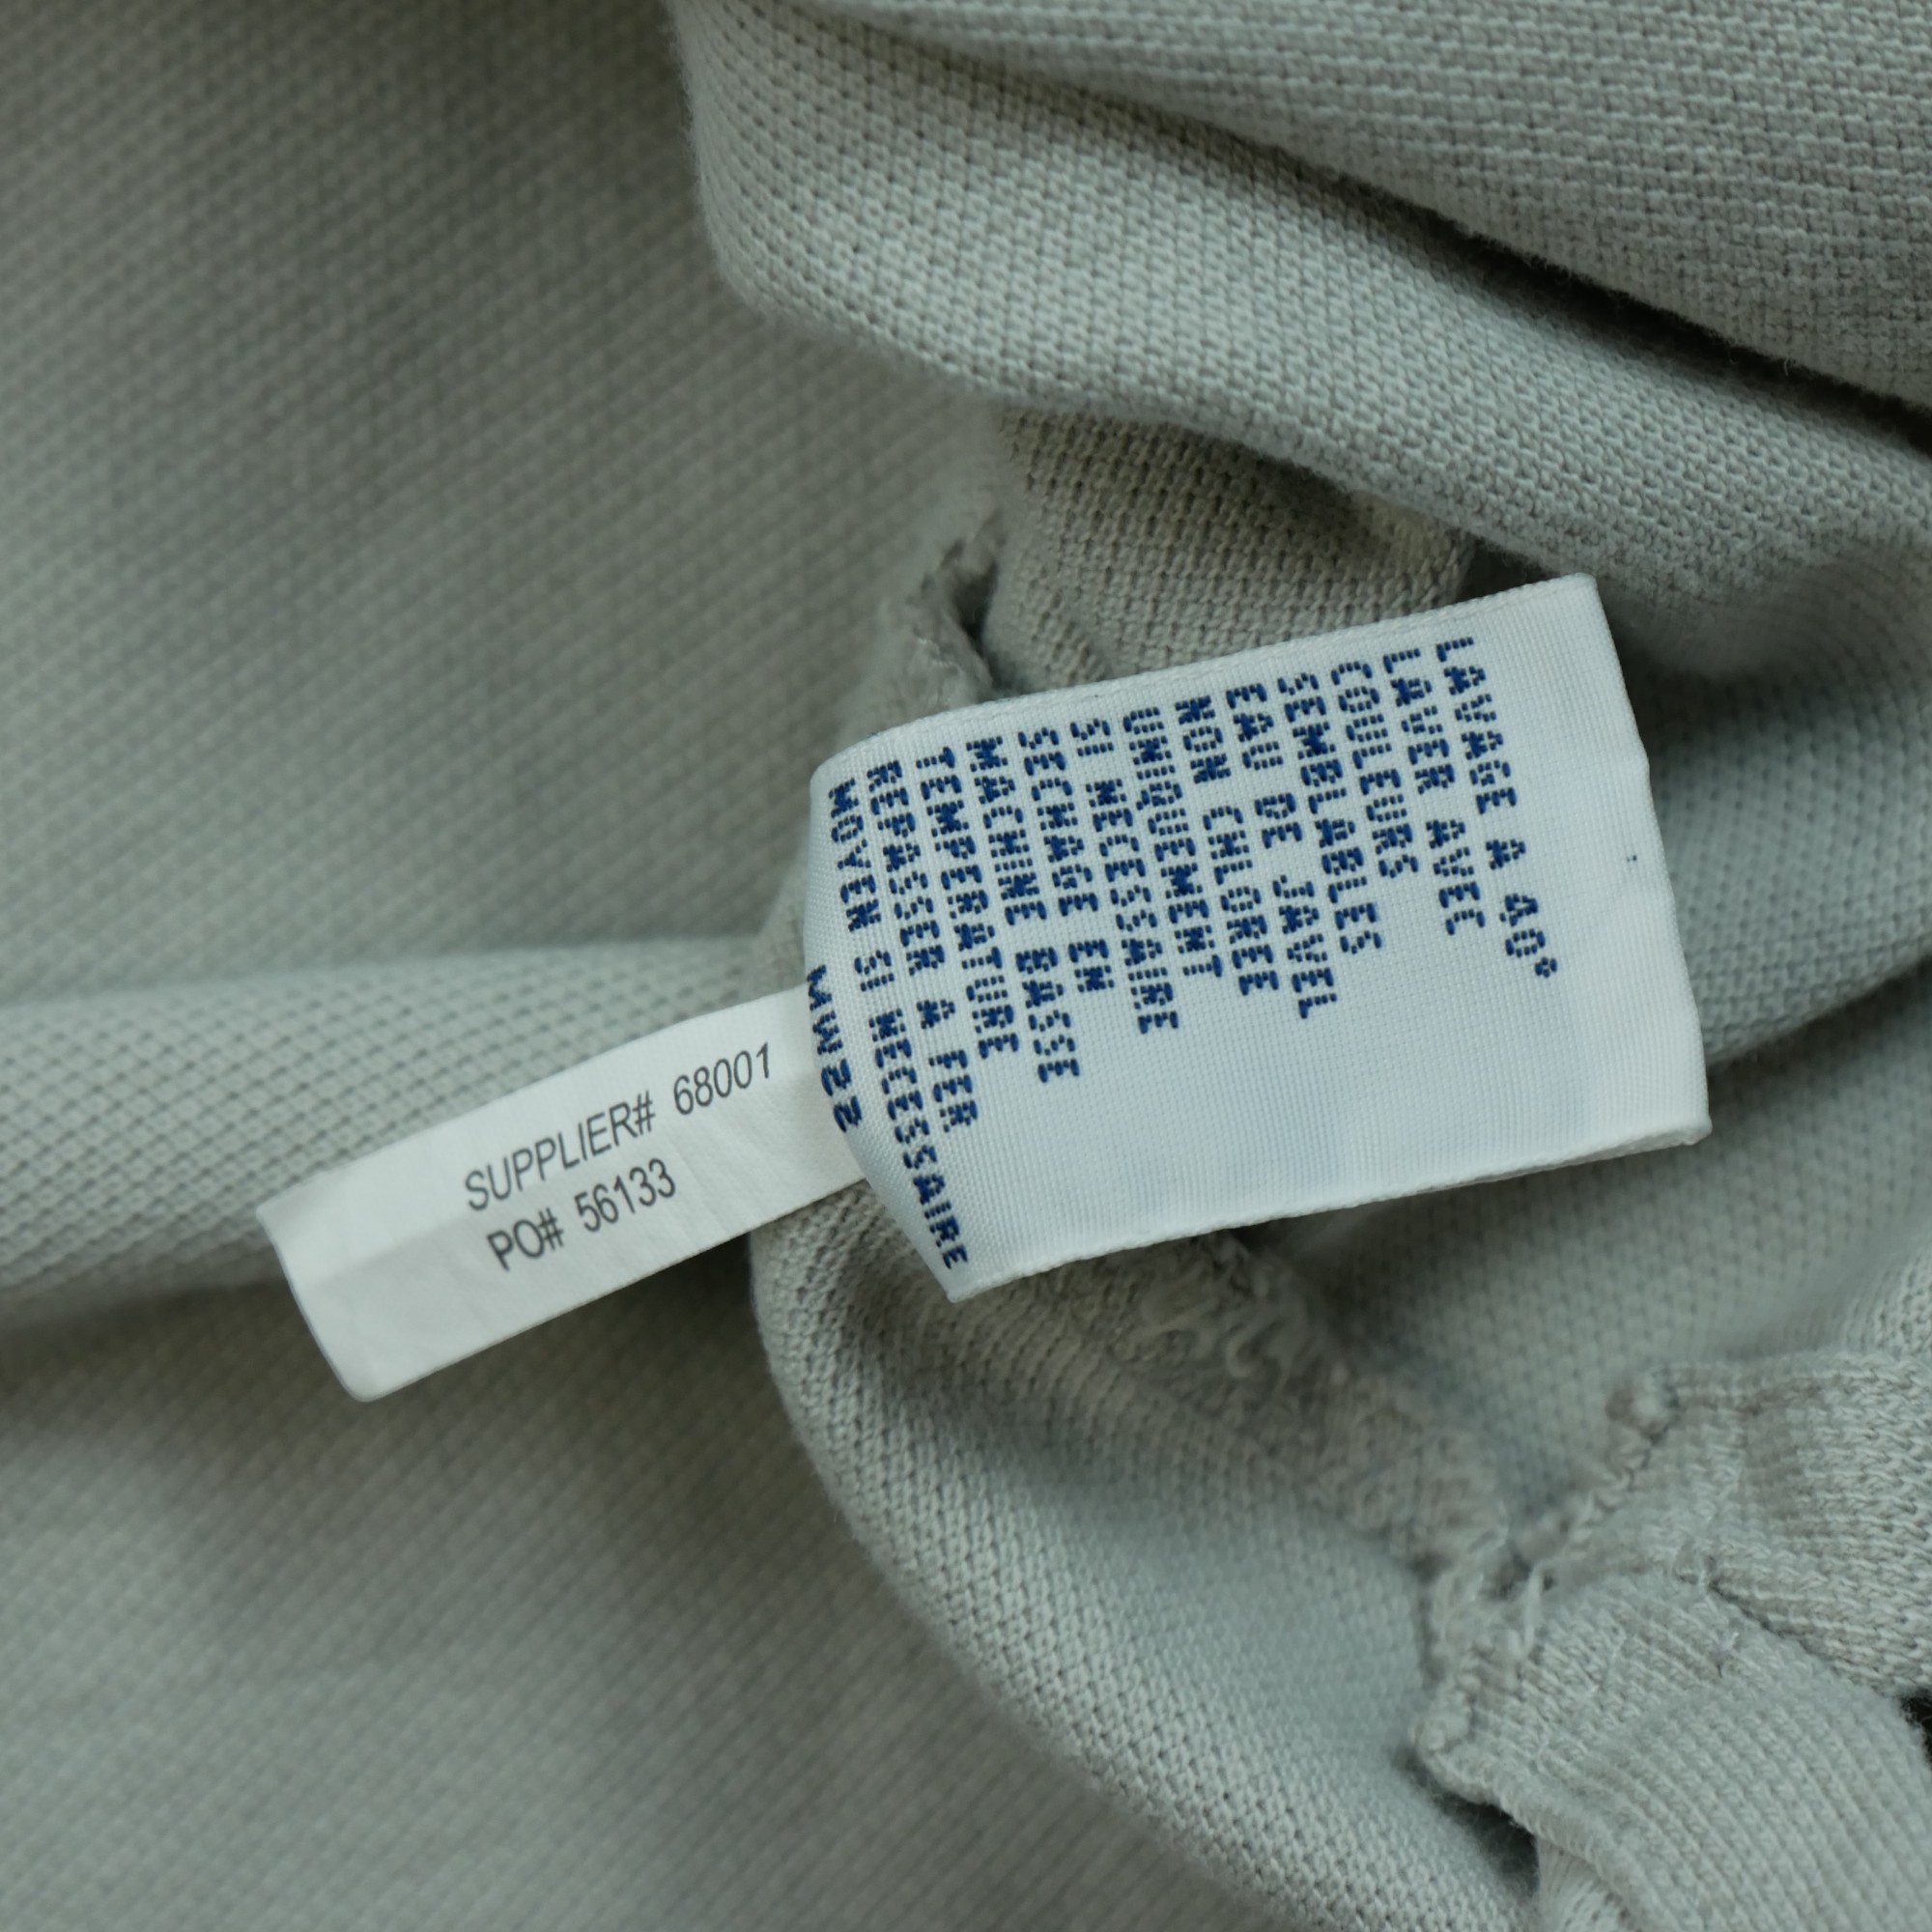 LAVAGE A 40°
LAVER AVEC
COULEURS
SEMBLABLES
EAU DE JAVEL
NON CHLOREE
UNIQUEMENT
SI NECESSAIRE
SECHAGE EN
MACHINE BASSE
TEMPERATURE
REPASSER A FER
MOYEN SI NECESSAIRE
MW22
SUPPLIER# 68001
PO# 56133